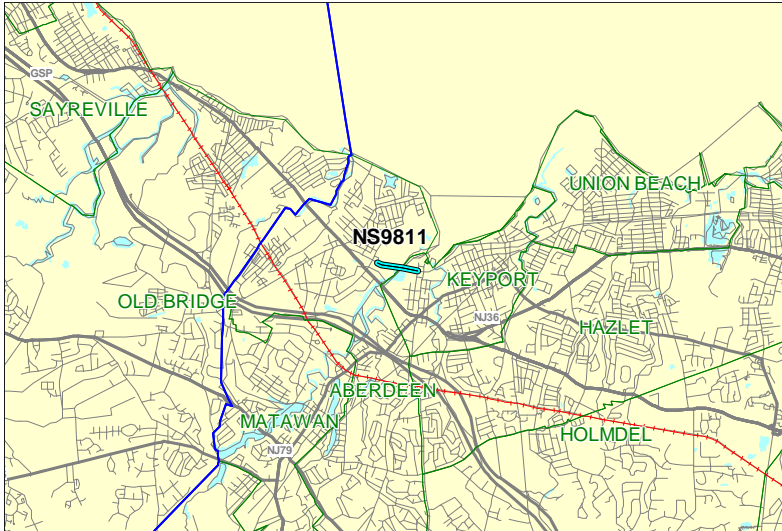 GSP
SAYREVILLE
UNION BEACH
NS9811
KEYPORT
OLD BRIDGE
NJ36
HAZLET
ABERDEEN
MATAWAN
HOLMDEL
NJ79